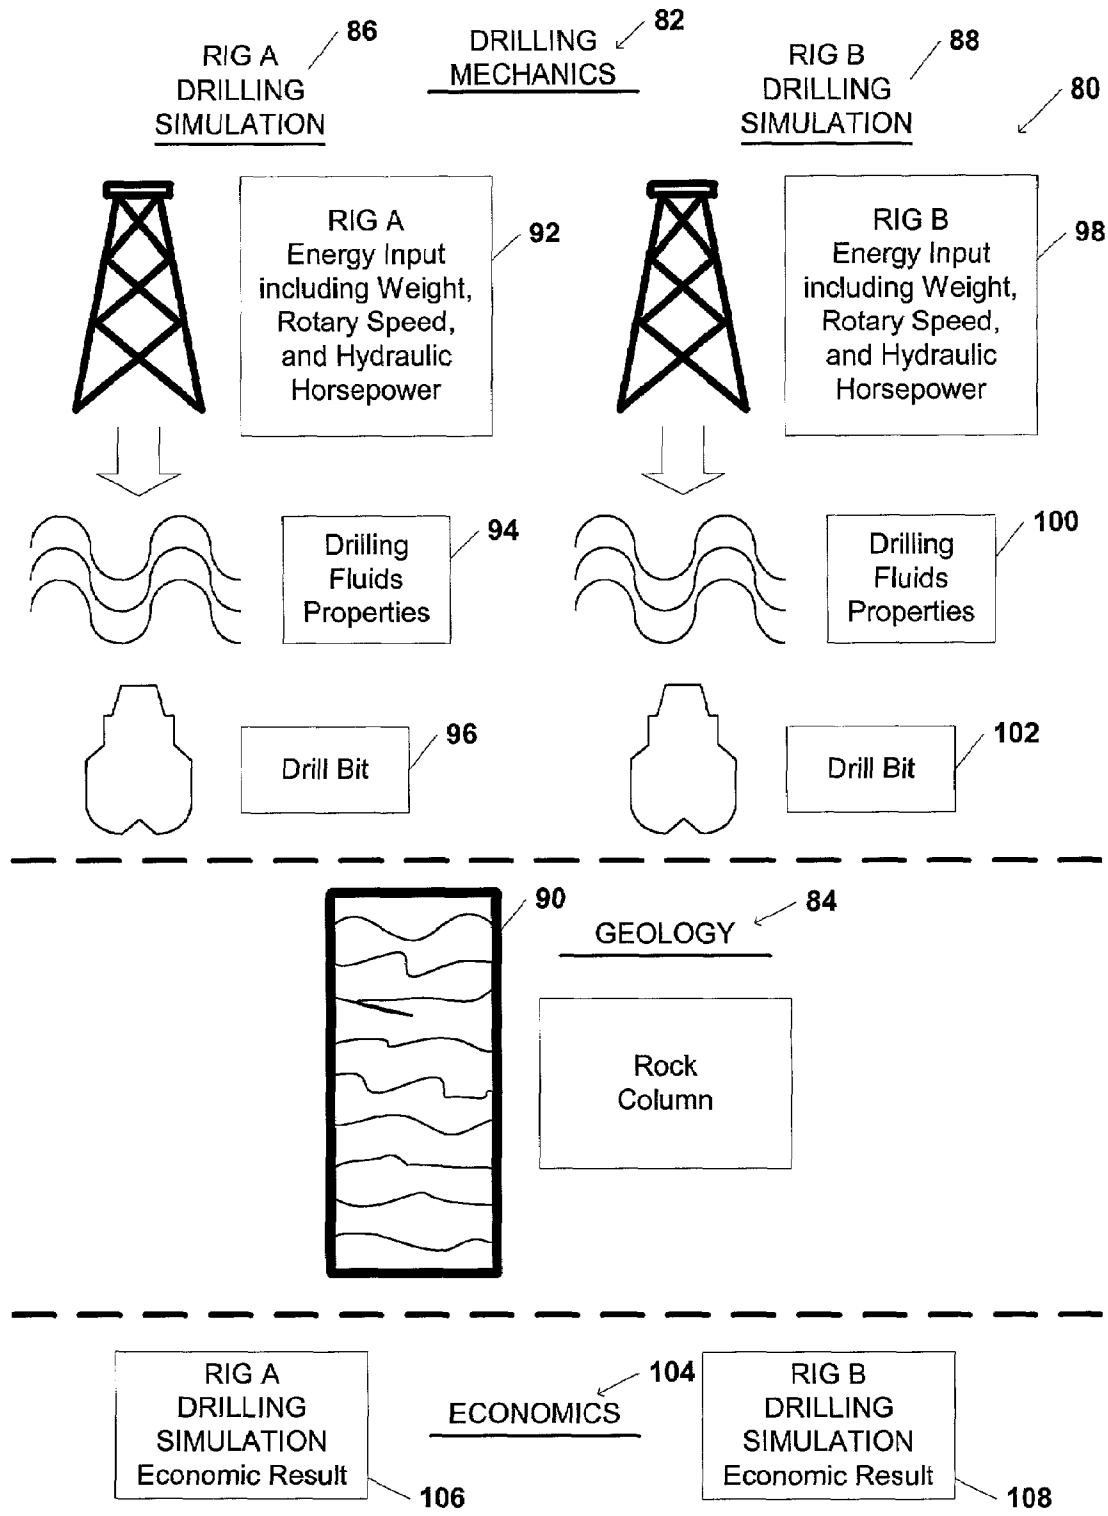 86
82
DRILLING
MECHANICS
88
80
RIG A
DRILLING
SIMULATION
RIG B
DRILLING
SIMULATION
RIG A
Energy Input
including Weight,
Rotary Speed,
and Hydraulic
Horsepower
92
RIG B
Energy Input
including Weight,
Rotary Speed,
and Hydraulic
Horsepower
98
Drilling
Fluids
Properties
94
Drilling
Fluids
Properties
100
Drill Bit
96
Drill Bit
102
90
84
GEOLOGY
Rock
Column
RIG A
DRILLING
SIMULATION
Economic Result
106
104
ECONOMICS
RIG B
DRILLING
SIMULATION
Economic Result
108